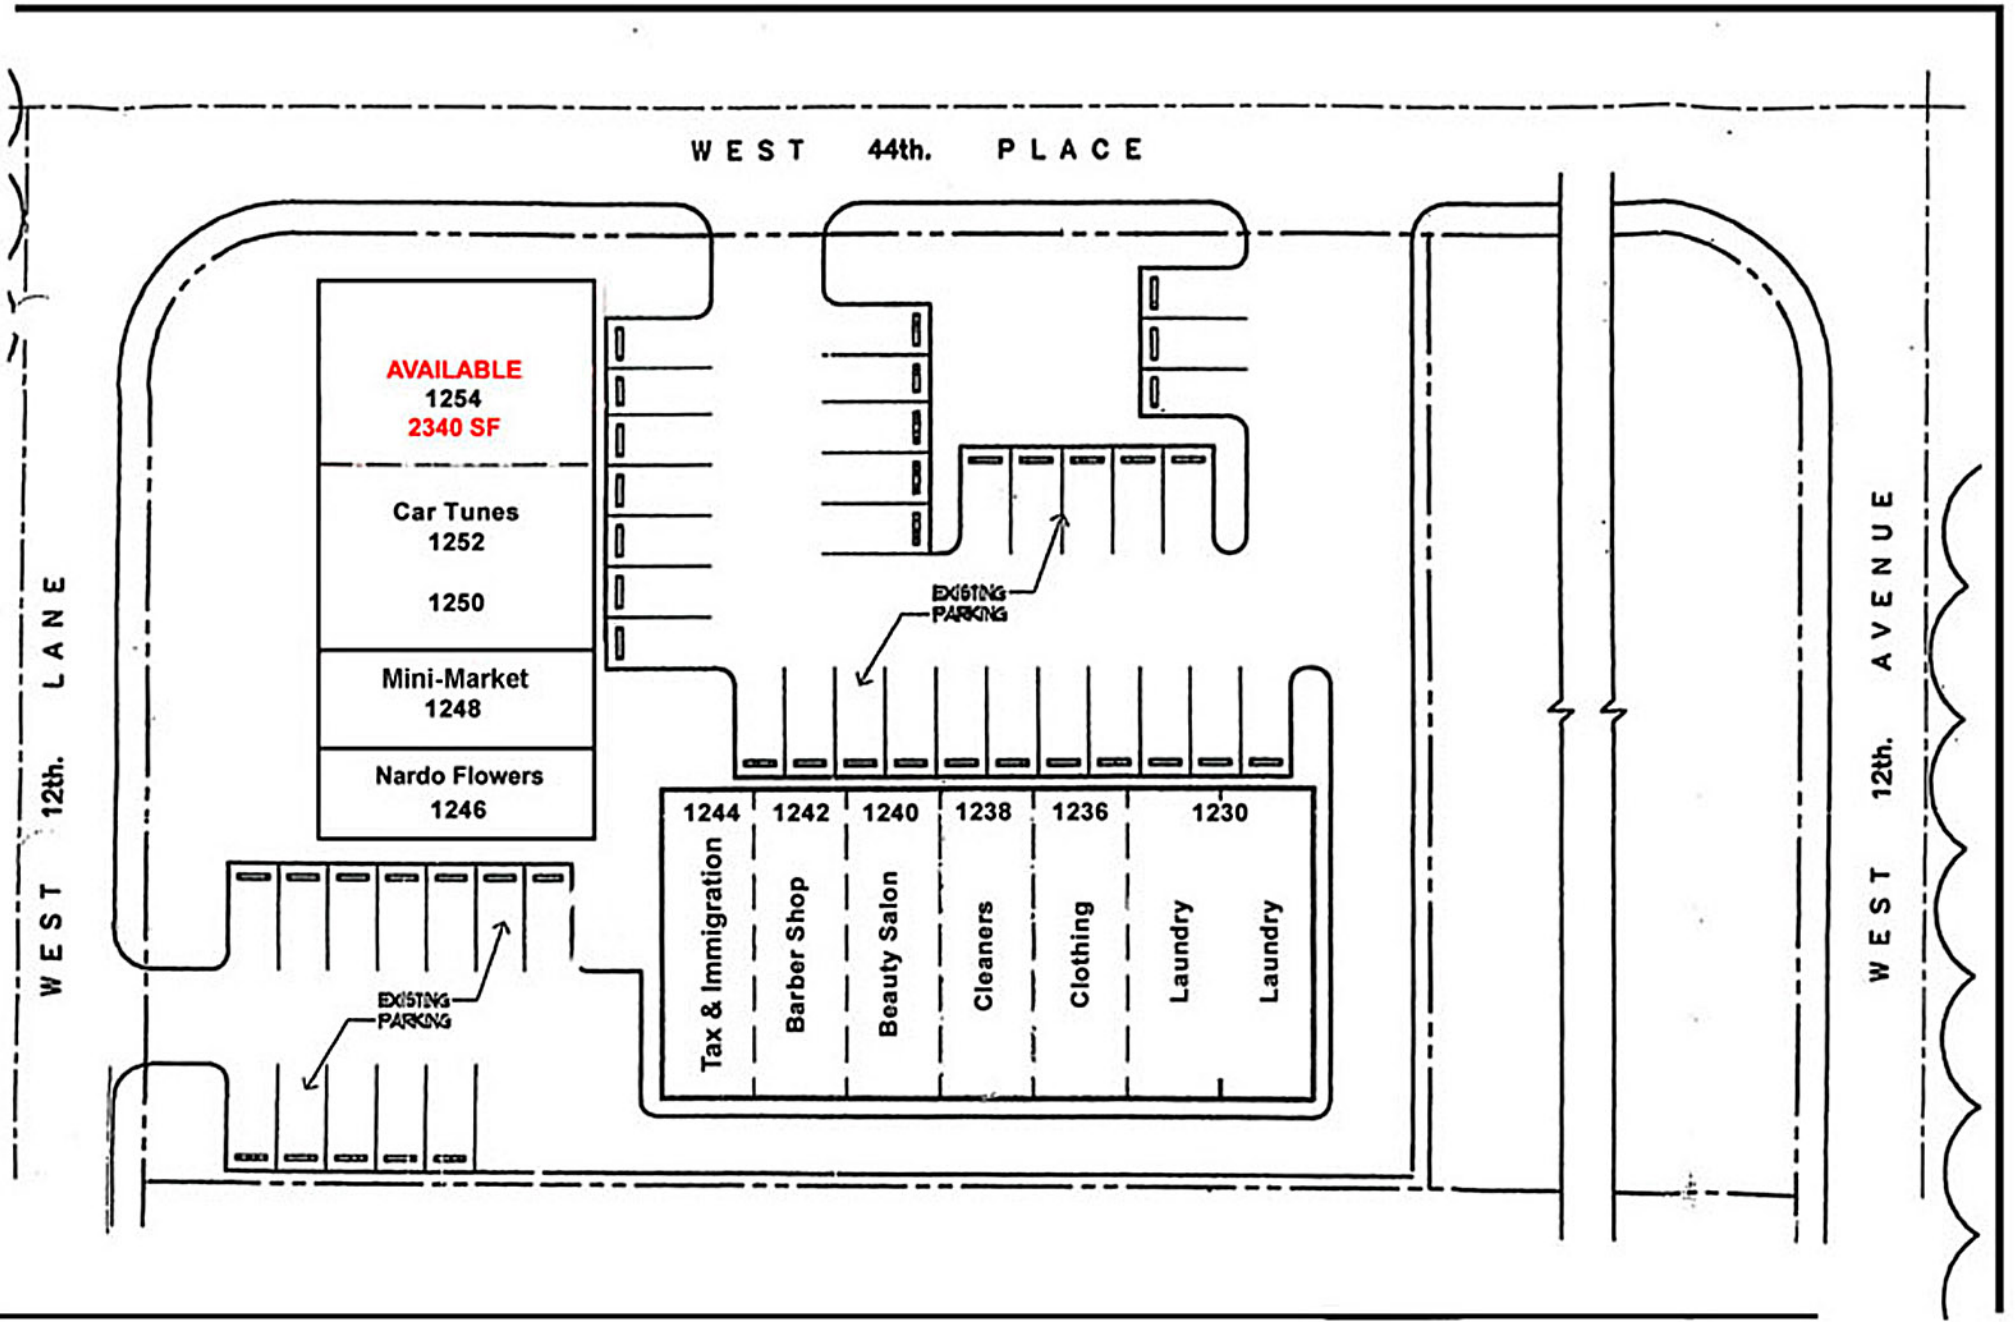 WEST 44th. PLACE
AVAILABLE
1254
2340 SF
Car Tunes
1252
1250
Mini-Market
1248
Nardo Flowers
1246
EXISTING
PARKING
1244
Tax & Immigration
1242
Barber Shop
1240
Beauty Salon
1238
Cleaners
1236
Clothing
1230
Laundry
Laundry
EXISTING
PARKING
WEST 12th. LANE
WEST 12th. AVENUE